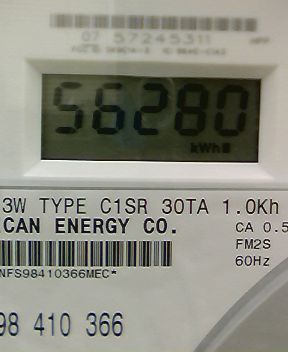 07 57245311
56280
kWh
3W TYPE C1SR 30TA 1.0Kh
CAN ENERGY CO.
CA 0.5
FM2S
60Hz
NFS98410366MEC*
98 410 366